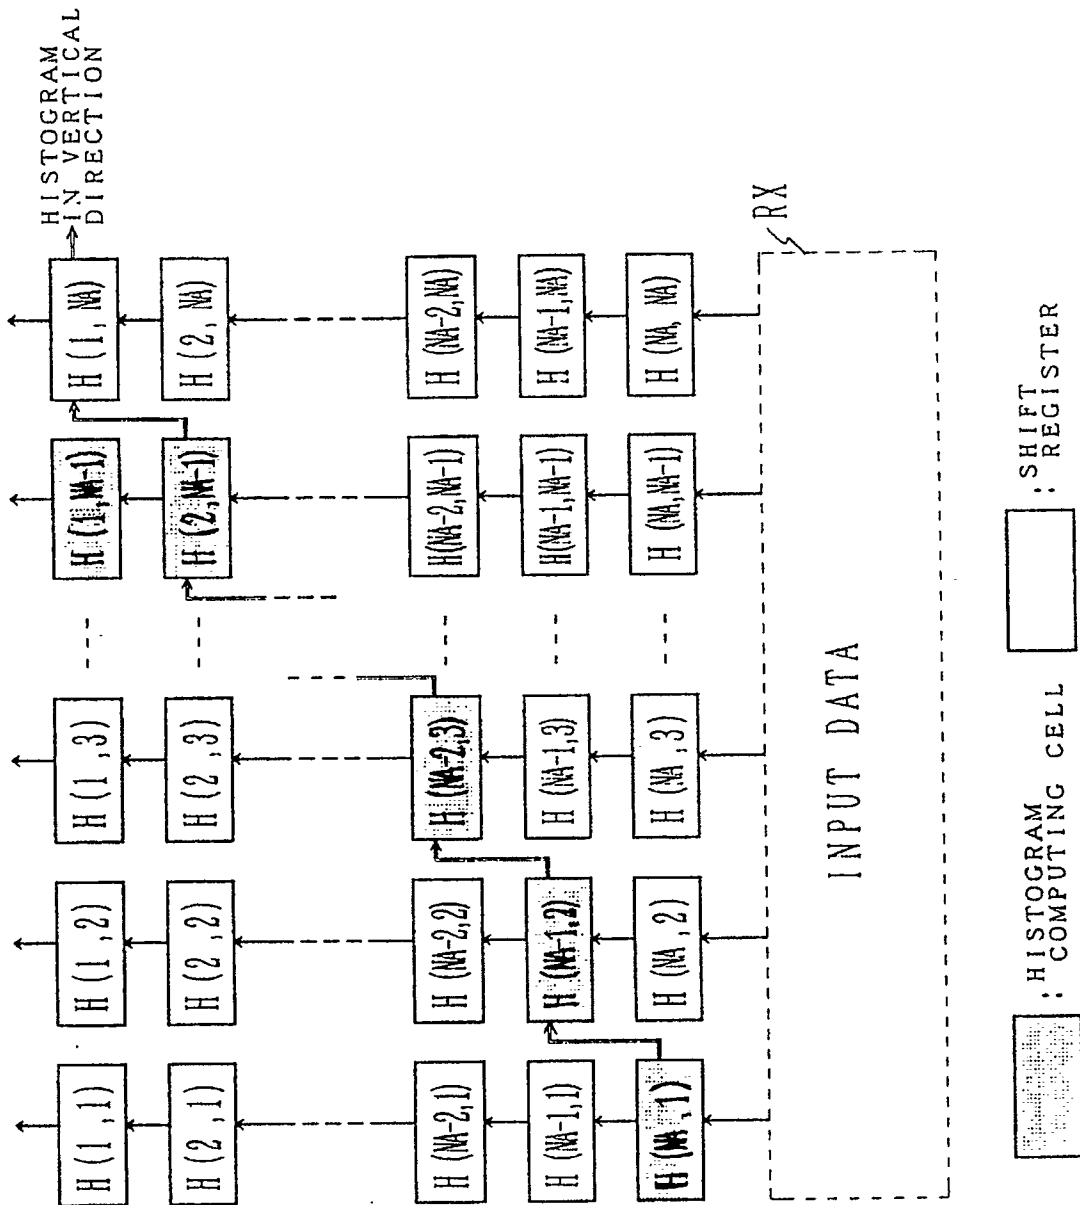 HISTOGRAM
IN VERTICAL
DIRECTION
H (1 ,1)
H (1 ,2)
H (1 ,3)
H (1,NA-1)
H (1, NA)
H (2 ,1)
H (2 ,2)
H (2 ,3)
H (2,NA-1)
H (2, NA)
H (NA-2,1)
H (NA-2,2)
H (NA-2,3)
H(NA-2,NA-1)
H (NA-2,NA)
H (NA-1,1)
H (NA-1,2)
H (NA-1,3)
H(NA-1,NA-1)
H (NA-1,NA)
H (NA ,1)
H (NA ,2)
H (NA ,3)
H (NA,NA-1)
H (NA, NA)
RX
INPUT DATA
: HISTOGRAM
COMPUTING CELL
: SHIFT
REGISTER